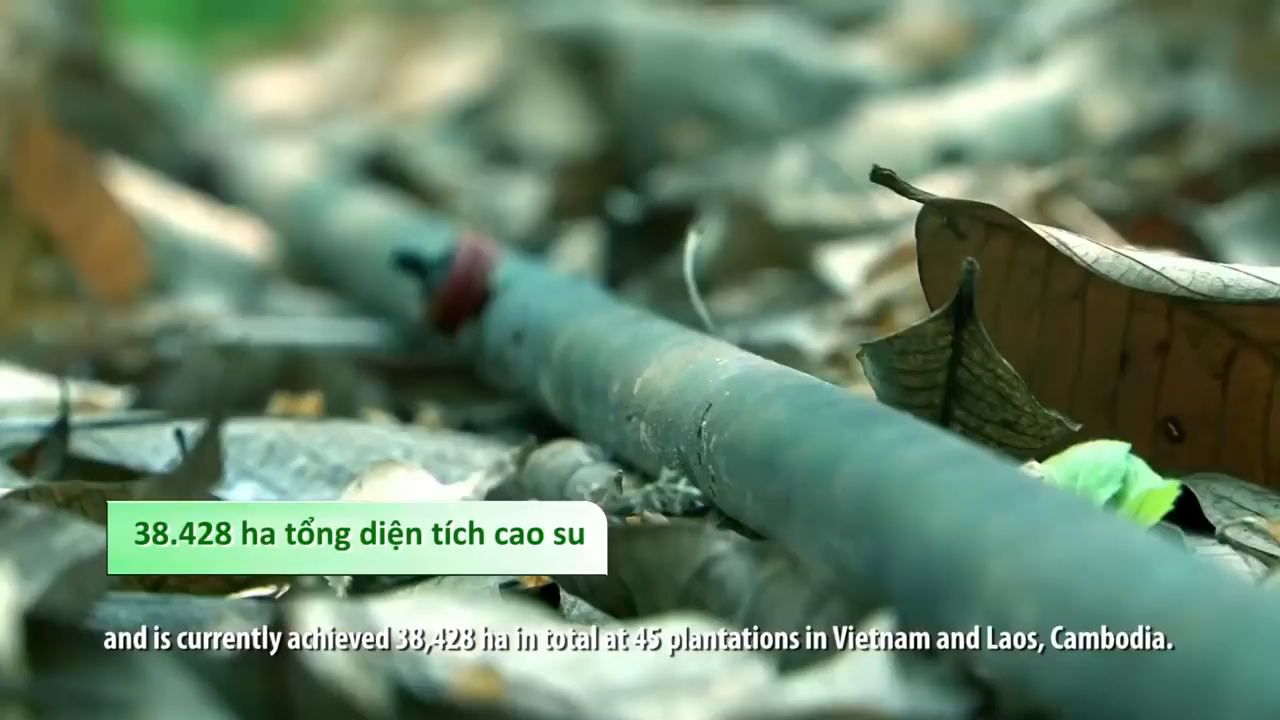 38.428 ha tổng diện tích cao su
and is currently achieved 38,428 ha in total at 45 plantations in Vietnam and Laos, Cambodia.